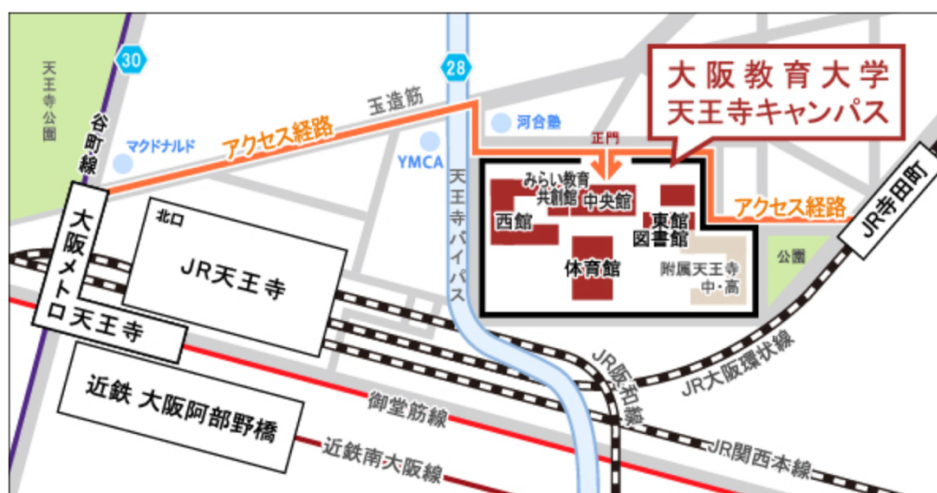 天王寺公園
谷町線
30
28
玉造筋
アクセス経路
マクドナルド
YMCA
河合塾
正門
大阪教育大学
天王寺キャンパス
みらい教育
共創館
中央館
西館
東館
図書館
体育館
附属天王寺
中・高
アクセス経路
公園
JR寺田町
天王寺バイパス
北口
JR天王寺
大阪メトロ天王寺
近鉄 大阪阿部野橋
御堂筋線
近鉄南大阪線
JR阪和線
JR大阪環状線
JR関西本線